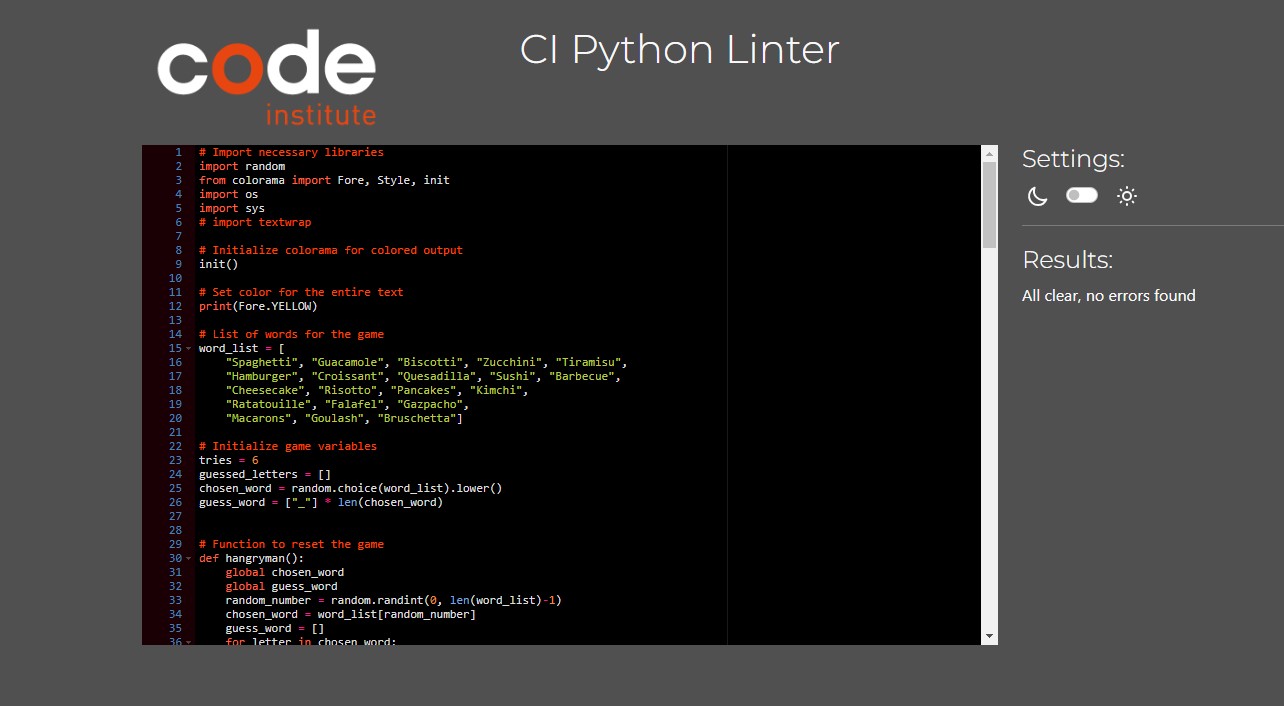 code
institute
CI Python Linter
1 # Import necessary libraries
2 import random
3 from colorama import Fore, Style, init
4 import os
5 import sys
6 # import textwrap
7
8 # Initialize colorama for colored output
9 init()
10
11 # Set color for the entire text
12 print(Fore.YELLOW)
13
14 # List of words for the game
15 word_list = [
16     "Spaghetti", "Guacamole", "Biscotti", "Zucchini", "Tiramisu",
17     "Hamburger", "Croissant", "Quesadilla", "Sushi", "Barbecue",
18     "Cheesecake", "Risotto", "Pancakes", "Kimchi",
19     "Ratatouille", "Falafel", "Gazpacho",
20     "Macarons", "Goulash", "Bruschetta"]
21
22 # Initialize game variables
23 tries = 6
24 guessed_letters = []
25 chosen_word = random.choice(word_list).lower()
26 guess_word = ["_"] * len(chosen_word)
27
28
29 # Function to reset the game
30 def hangryman():
31     global chosen_word
32     global guess_word
33     random_number = random.randint(0, len(word_list)-1)
34     chosen_word = word_list[random_number]
35     guess_word = []
36     for letter in chosen_word:
Settings:
Results:
All clear, no errors found